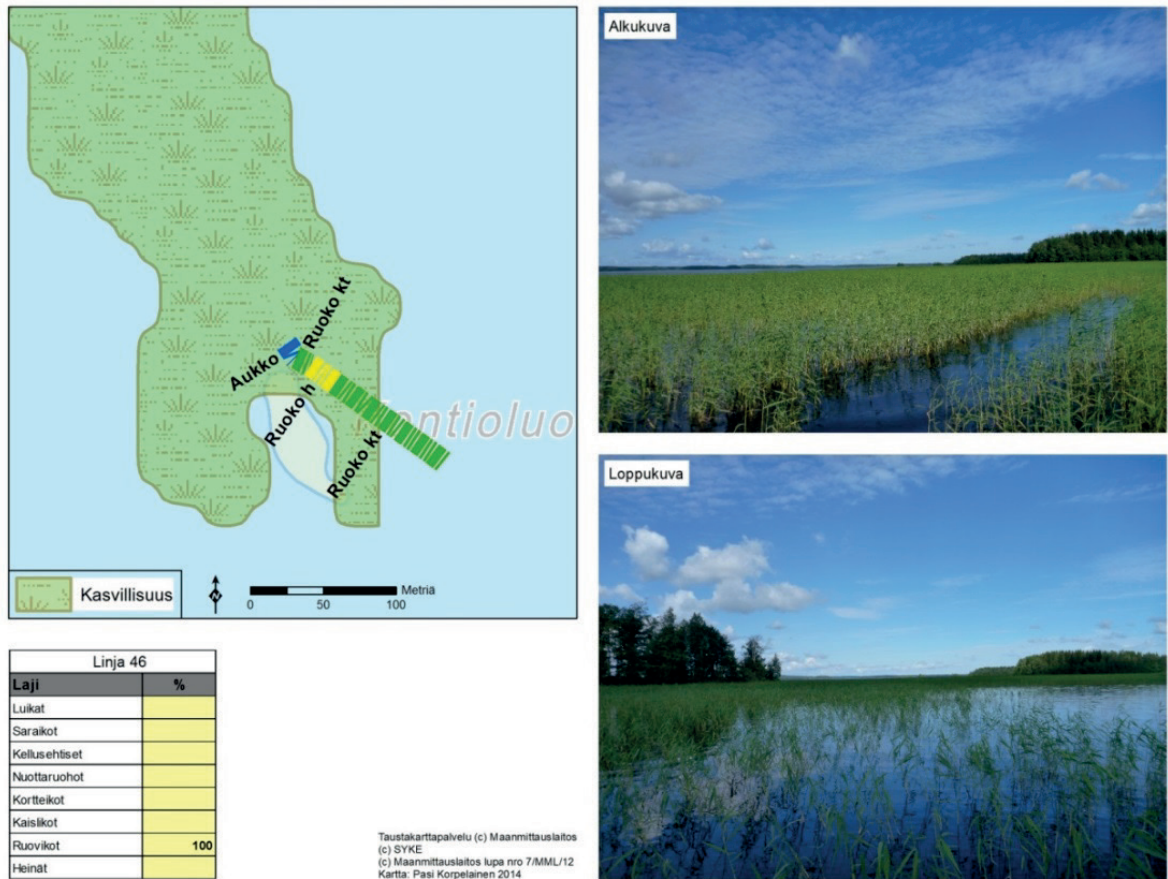 Alkukuva
Ruoko kt
Aukko
Ruoko h
Ruoko kt
Kasvillisuus
N
0 50 100
Metriä
Loppukuva
Linja 46
Laji %
Luikat
Saraikot
Kellusehtiset
Nuottaruohot
Kortteikot
Kaislikot
Ruovikot 100
Heinät
Taustakarttapalvelu (c) Maanmittauslaitos
(c) SYKE
(c) Maanmittauslaitos lupa nro 7/MML/12
Kartta: Pasi Korpelainen 2014